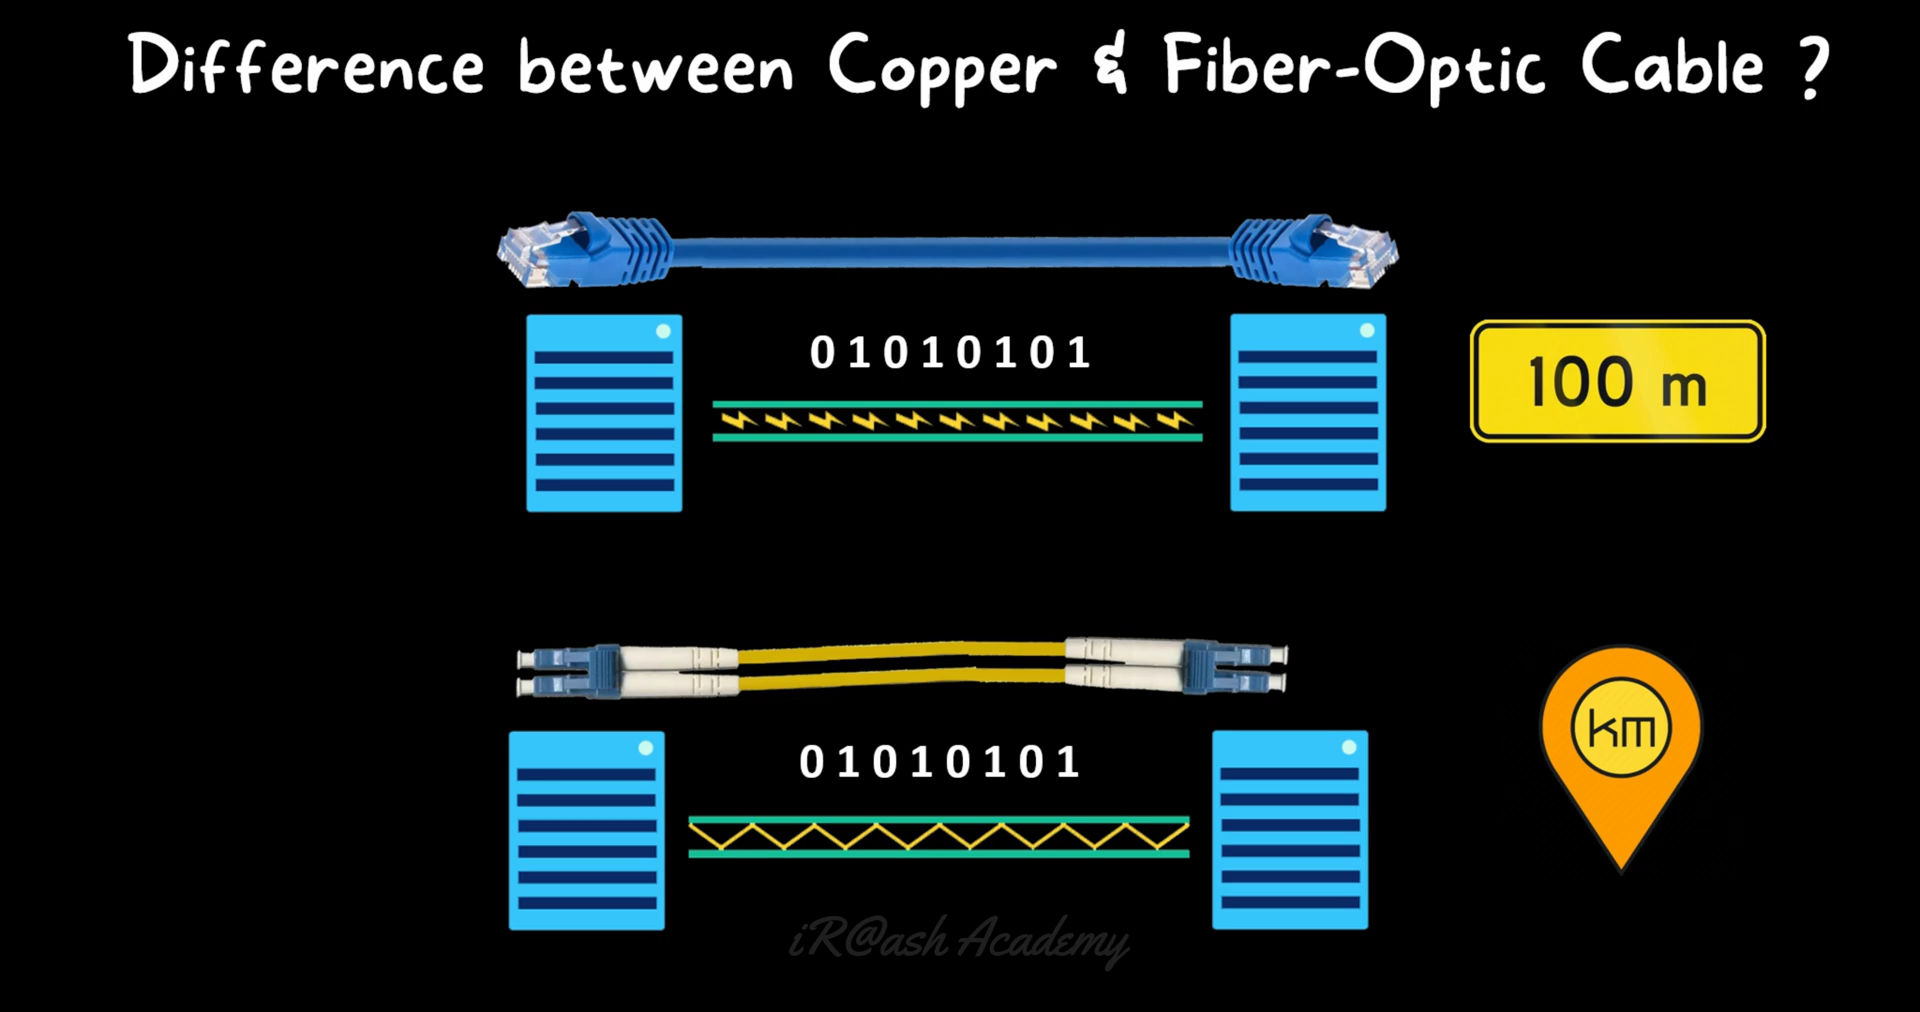 Difference between Copper & Fiber-Optic Cable ?
01010101
100 m
km
01010101
iR@ash Academy